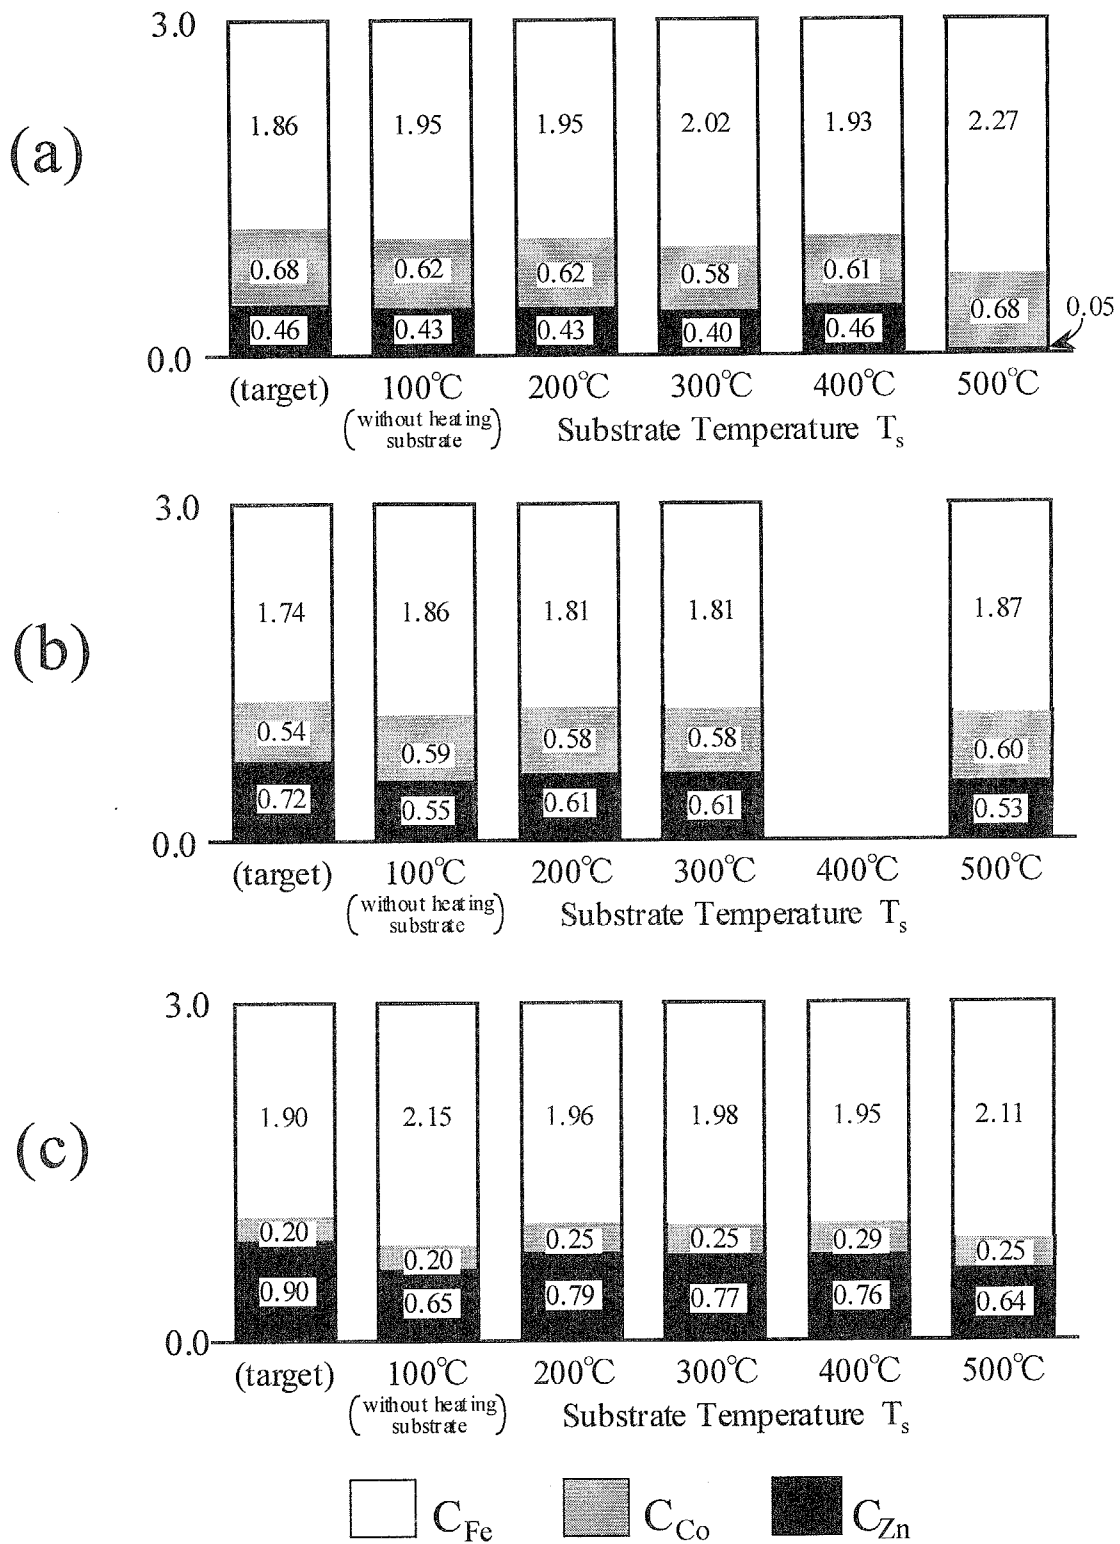 (a)
3.0
1.86 1.95 1.95 2.02 1.93 2.27
0.68 0.62 0.62 0.58 0.61 0.68 0.05
0.46 0.43 0.43 0.40 0.46
0.0
(target) 100℃ 200℃ 300℃ 400℃ 500℃
(without heating substrate) Substrate Temperature Ts
(b)
3.0
1.74 1.86 1.81 1.81 1.87
0.54 0.59 0.58 0.58 0.60
0.72 0.55 0.61 0.61 0.53
0.0
(target) 100℃ 200℃ 300℃ 400℃ 500℃
(without heating substrate) Substrate Temperature Ts
(c)
3.0
1.90 2.15 1.96 1.98 1.95 2.11
0.20 0.20 0.25 0.25 0.29 0.25
0.90 0.65 0.79 0.77 0.76 0.64
0.0
(target) 100℃ 200℃ 300℃ 400℃ 500℃
(without heating substrate) Substrate Temperature Ts
CFe CCo CZn